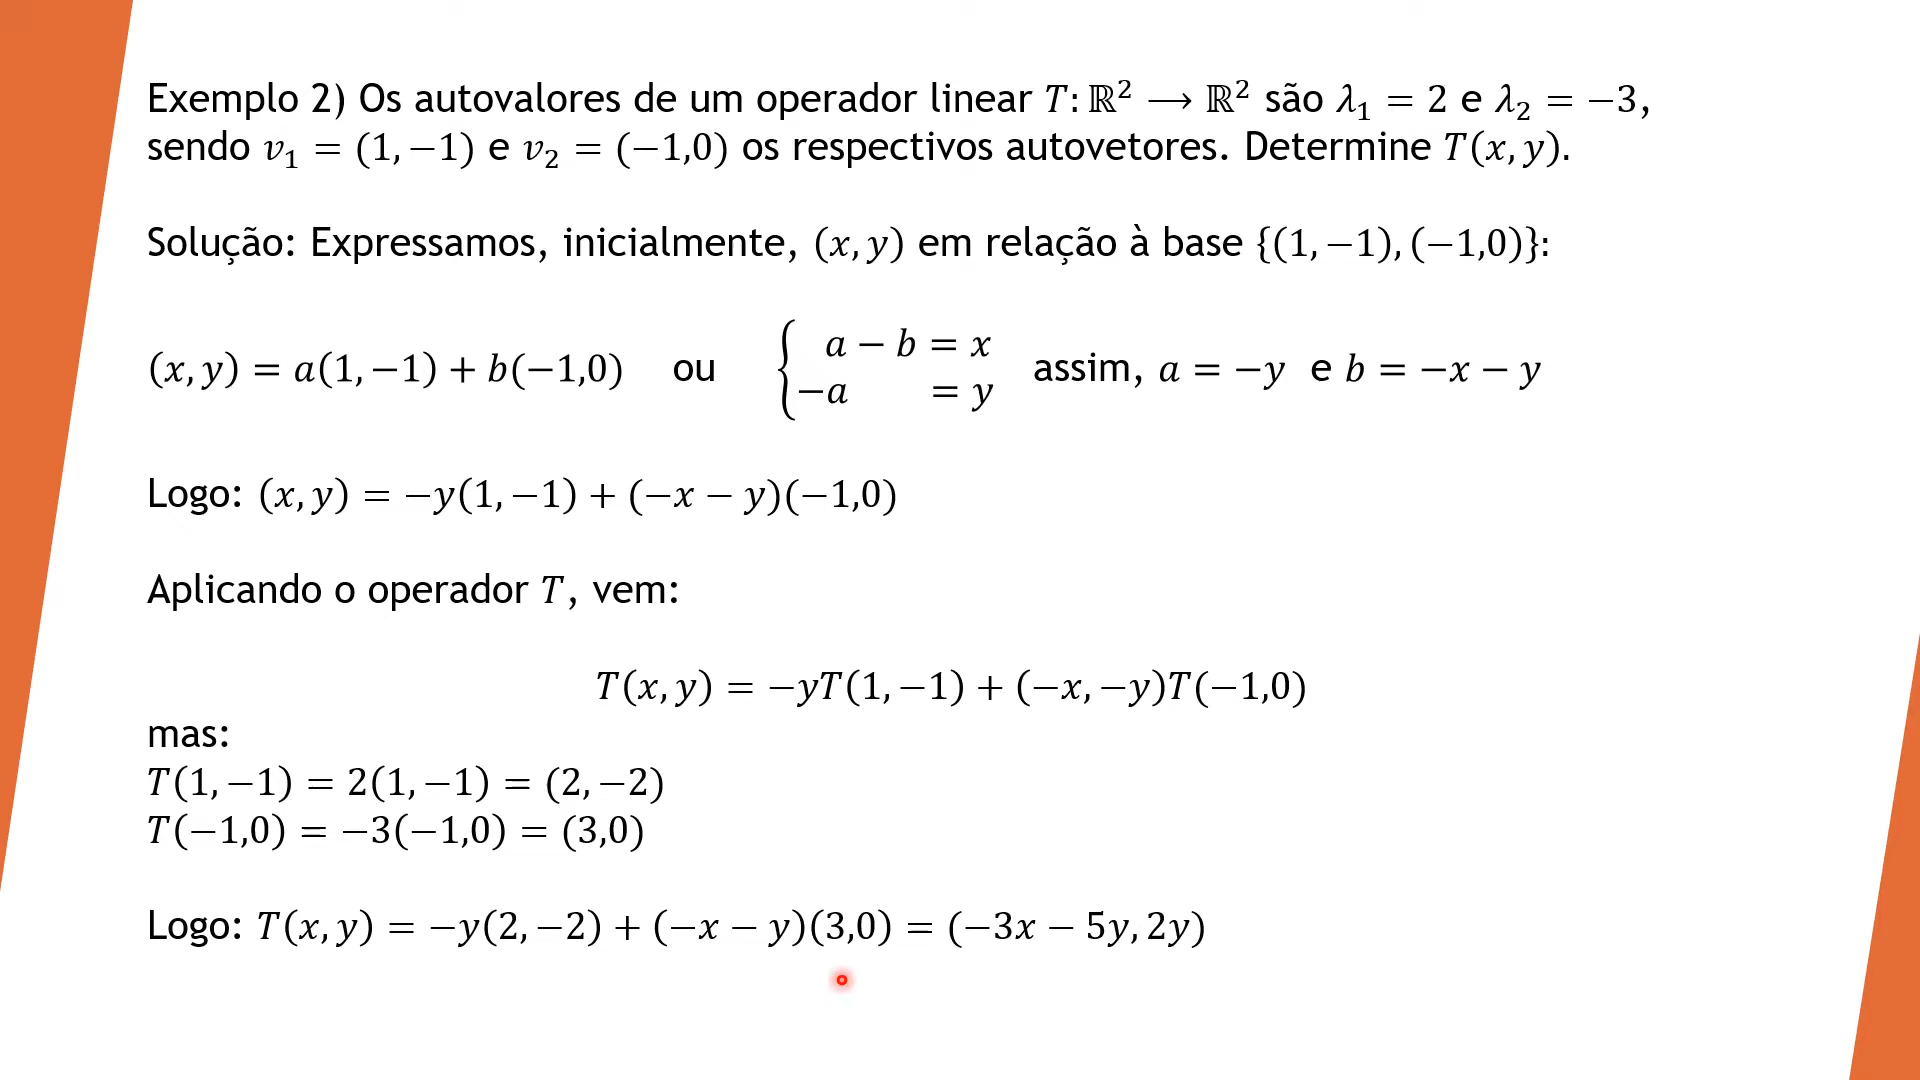 Exemplo 2) Os autovalores de um operador linear T: ℝ² ⟶ ℝ² são λ₁ = 2 e λ₂ = −3,
sendo v₁ = (1, −1) e v₂ = (−1,0) os respectivos autovetores. Determine T(x, y).
Solução: Expressamos, inicialmente, (x, y) em relação à base {(1, −1), (−1,0)}:
(x, y) = a(1, −1) + b(−1,0) ou { a − b = x assim, a = −y e b = −x − y
−a = y
Logo: (x, y) = −y(1, −1) + (−x − y)(−1,0)
Aplicando o operador T, vem:
T(x, y) = −yT(1, −1) + (−x, −y)T(−1,0)
mas:
T(1, −1) = 2(1, −1) = (2, −2)
T(−1,0) = −3(−1,0) = (3,0)
Logo: T(x, y) = −y(2, −2) + (−x − y)(3,0) = (−3x − 5y, 2y)